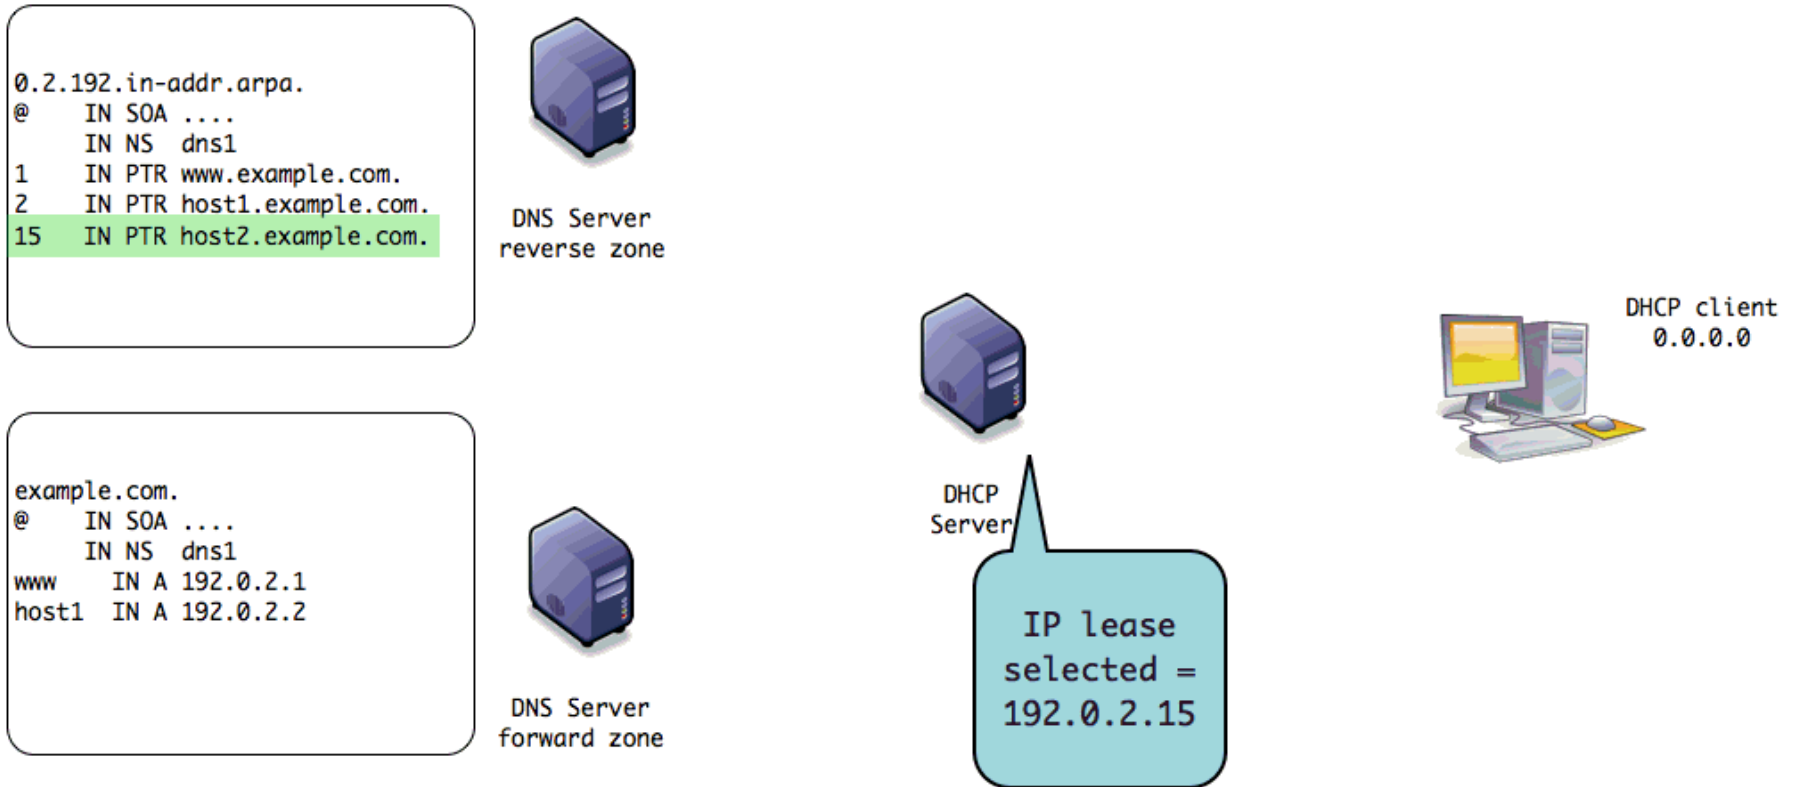 0.2.192.in-addr.arpa.
@    IN SOA ....
     IN NS  dns1
1    IN PTR www.example.com.
2    IN PTR host1.example.com.
15   IN PTR host2.example.com.
DNS Server
reverse zone
DHCP client
0.0.0.0
DHCP
Server
IP lease
selected =
192.0.2.15
example.com.
@    IN SOA ....
     IN NS  dns1
www    IN A 192.0.2.1
host1  IN A 192.0.2.2
DNS Server
forward zone